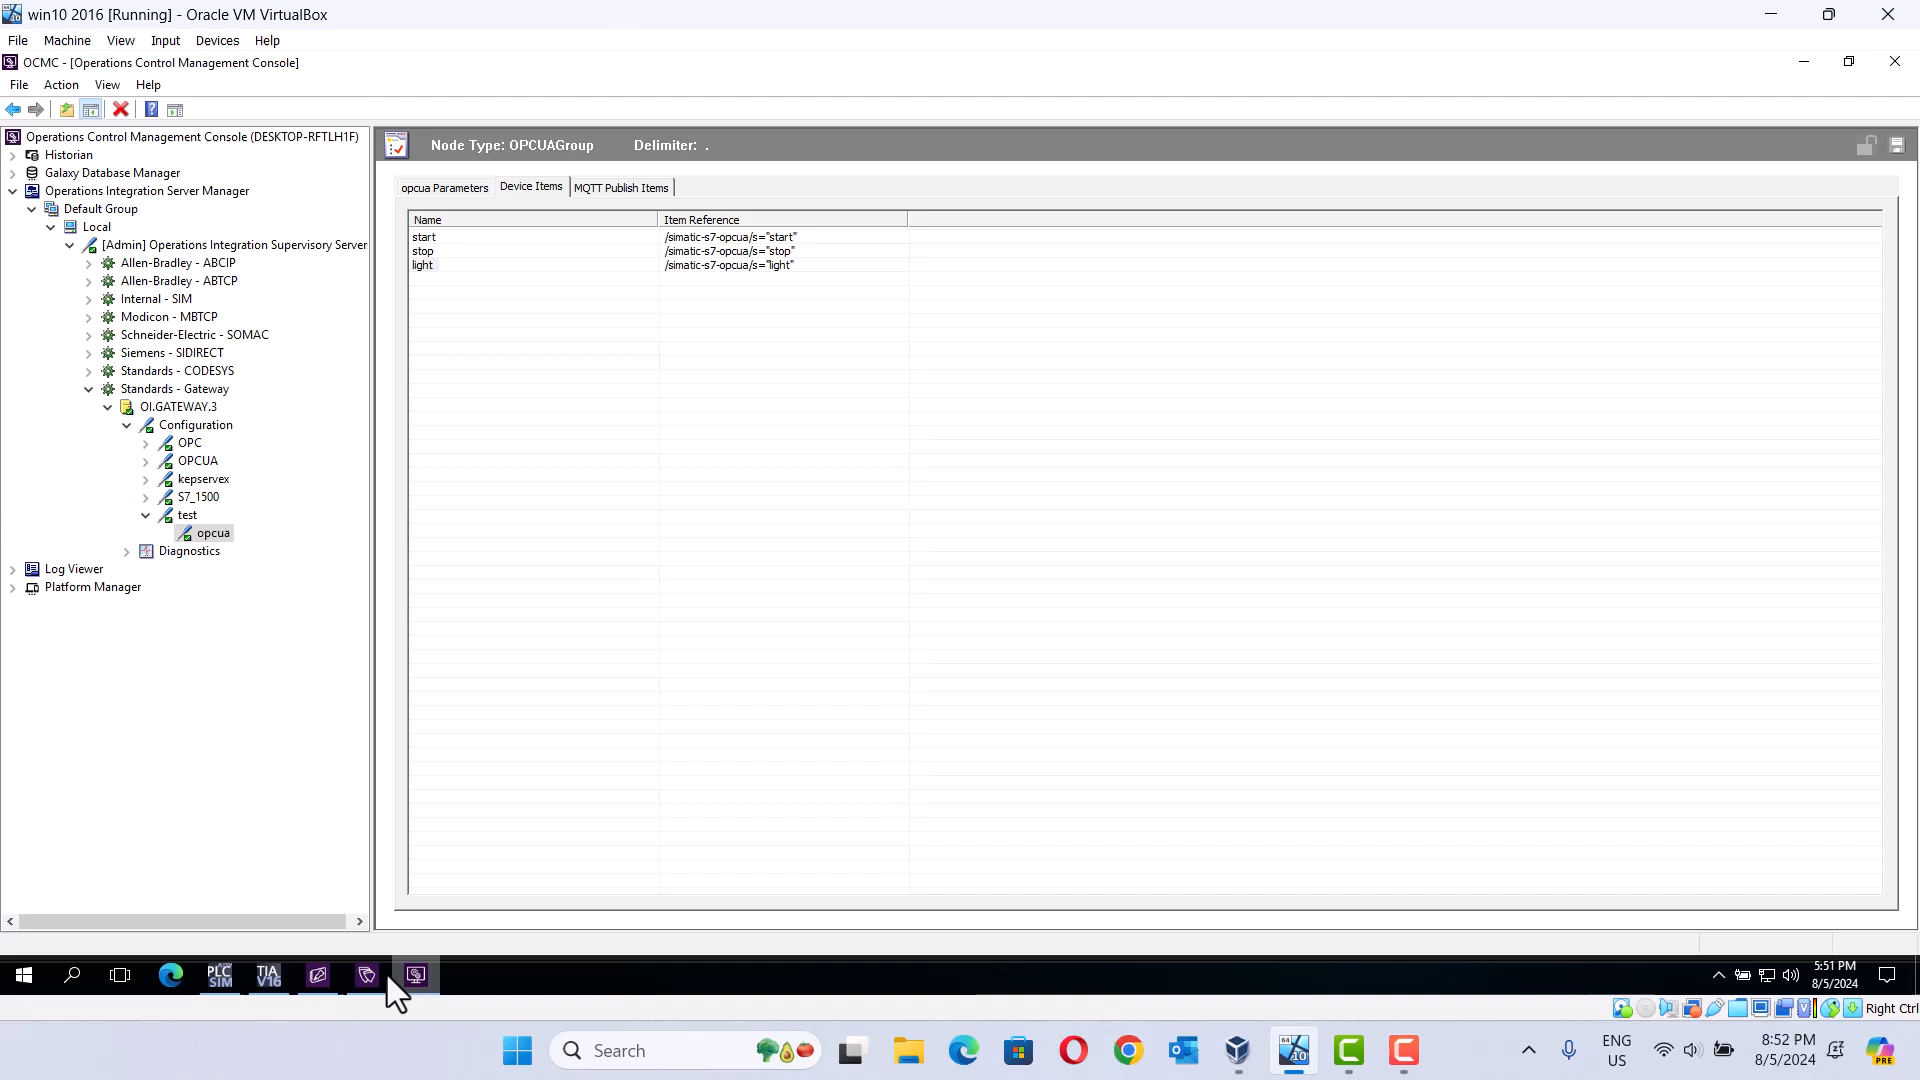 win10 2016 [Running] - Oracle VM VirtualBox
File Machine View Input Devices Help
OCMC - [Operations Control Management Console]
File Action View Help
Operations Control Management Console (DESKTOP-RFTLH1F)
Historian
Galaxy Database Manager
Operations Integration Server Manager
Default Group
Local
[Admin] Operations Integration Supervisory Server
Allen-Bradley - ABCIP
Allen-Bradley - ABTCP
Internal - SIM
Modicon - MBTCP
Schneider-Electric - SOMAC
Siemens - SIDIRECT
Standards - CODESYS
Standards - Gateway
OI.GATEWAY.3
Configuration
OPC
OPCUA
kepservex
S7_1500
test
opcua
Diagnostics
Log Viewer
Platform Manager
Node Type: OPCUAGroup Delimiter: .
opcua Parameters Device Items MQTT Publish Items
Name Item Reference
start /simatic-s7-opcua/s="start"
stop /simatic-s7-opcua/s="stop"
light /simatic-s7-opcua/s="light"
PLC SIM TIA V16
5:51 PM
8/5/2024
Right Ctrl
Search
64 10
ENG
US
8:52 PM
8/5/2024
PRE